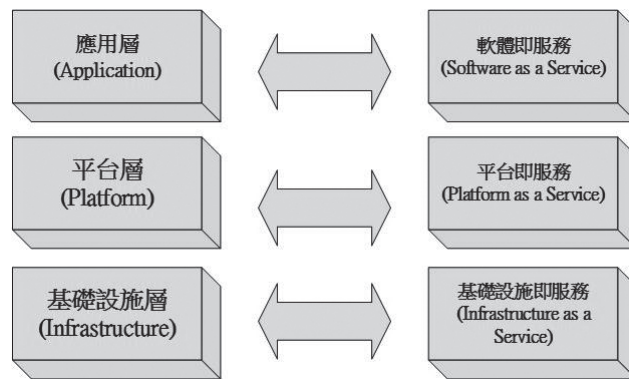 應用層
(Application)
軟體即服務
(Software as a Service)
平台層
(Platform)
平台即服務
(Platform as a Service)
基礎設施層
(Infrastructure)
基礎設施即服務
(Infrastructure as a
Service)